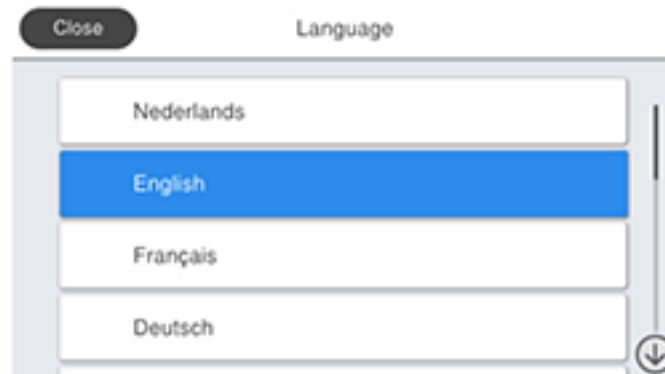 Close
Language
Nederlands
English
Français
Deutsch